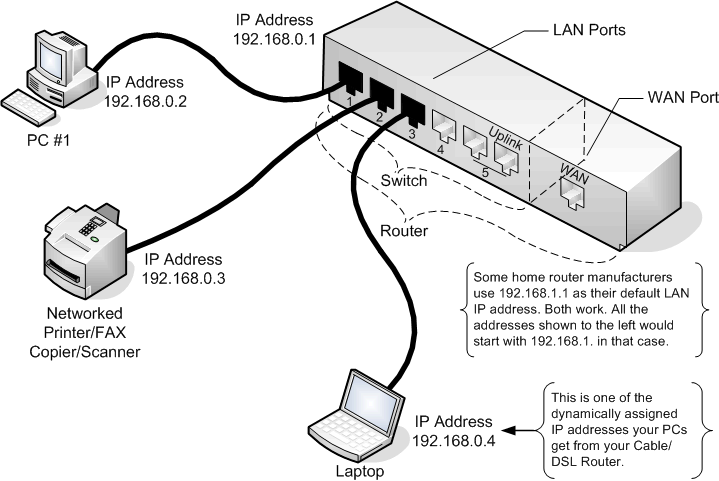 IP Address
192.168.0.1
LAN Ports
WAN Port
IP Address
192.168.0.2
PC #1
1
2
3
4
5
Uplink
WAN
Switch
Router
IP Address
192.168.0.3
Networked
Printer/FAX
Copier/Scanner
Some home router manufacturers
use 192.168.1.1 as their default LAN
IP address. Both work. All the
addresses shown to the left would
start with 192.168.1. in that case.
IP Address
192.168.0.4
Laptop
This is one of the
dynamically assigned
IP addresses your PCs
get from your Cable/
DSL Router.